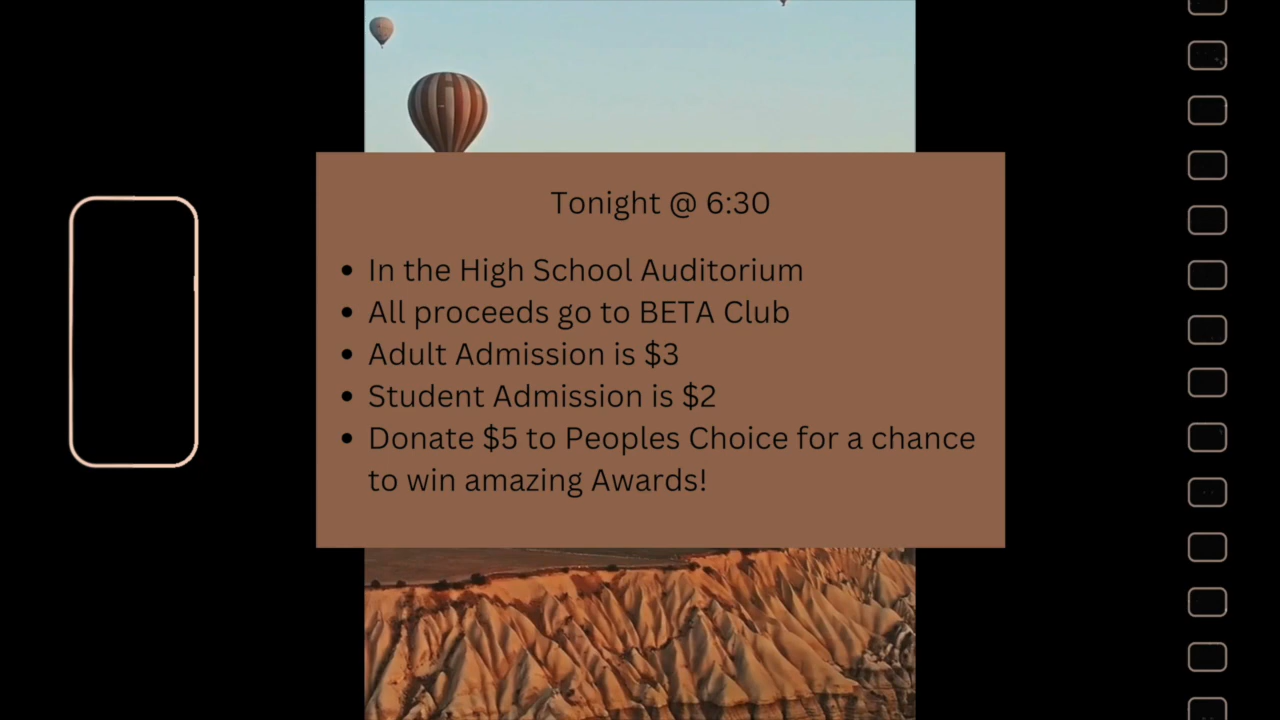 Tonight @ 6:30
• In the High School Auditorium
• All proceeds go to BETA Club
• Adult Admission is $3
• Student Admission is $2
• Donate $5 to Peoples Choice for a chance
to win amazing Awards!